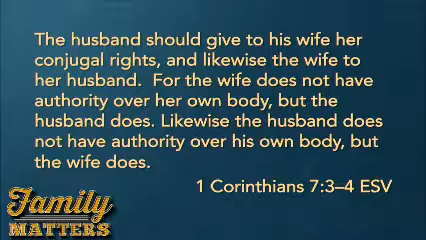 The husband should give to his wife her
conjugal rights, and likewise the wife to
her husband.  For the wife does not have
authority over her own body, but the
husband does. Likewise the husband does
not have authority over his own body, but
the wife does.
1 Corinthians 7:3–4 ESV
Family
MATTERS